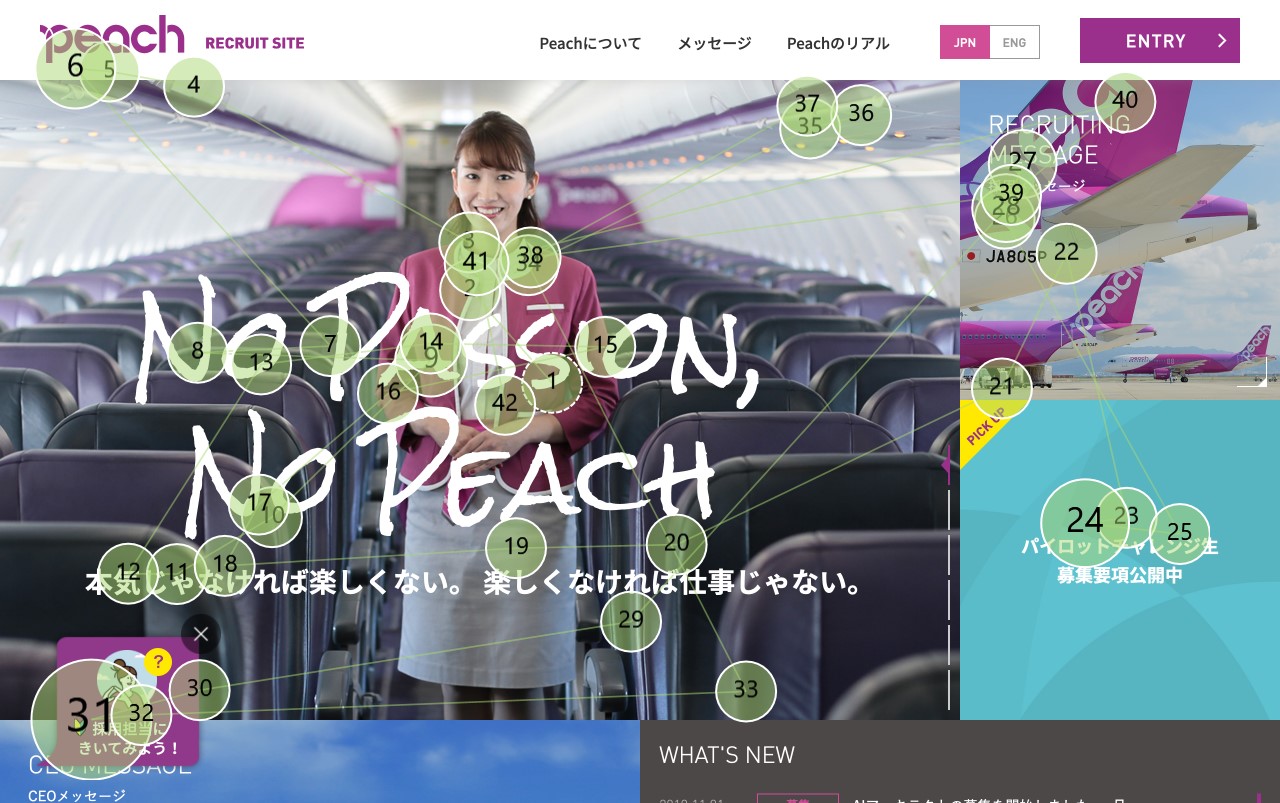 peach RECRUIT SITE
Peachについて
メッセージ
Peachのリアル
JPN
ENG
ENTRY
RECRUITING
MESSAGE
peach
JA805P
peach
peach
No Passion,
No Peach
本気じゃなければ楽しくない。 楽しくなければ仕事じゃない。
PICK UP
パイロットチャレンジ生
募集要項公開中
?
採用担当に
きいてみよう!
CEO MESSAGE
CEOメッセージ
WHAT'S NEW
6
5
4
37
35
36
40
27
39
28
22
3
41
38
34
2
8
13
7
14
9
15
1
16
42
21
17
10
24
23
25
19
20
12
11
18
29
30
31
32
33